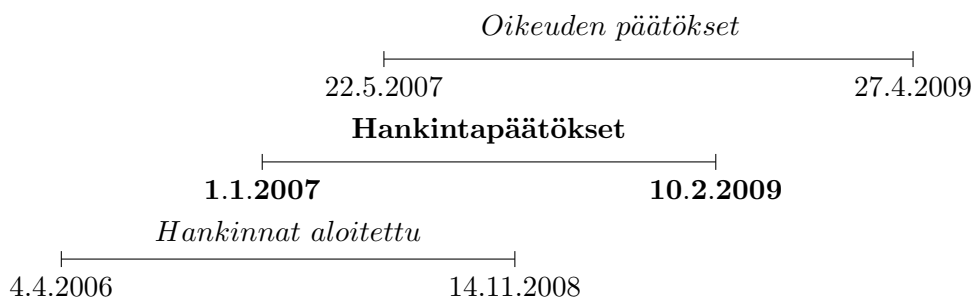 Oikeuden päätökset
22.5.2007 27.4.2009
Hankintapäätökset
1.1.2007 10.2.2009
Hankinnat aloitettu
4.4.2006 14.11.2008